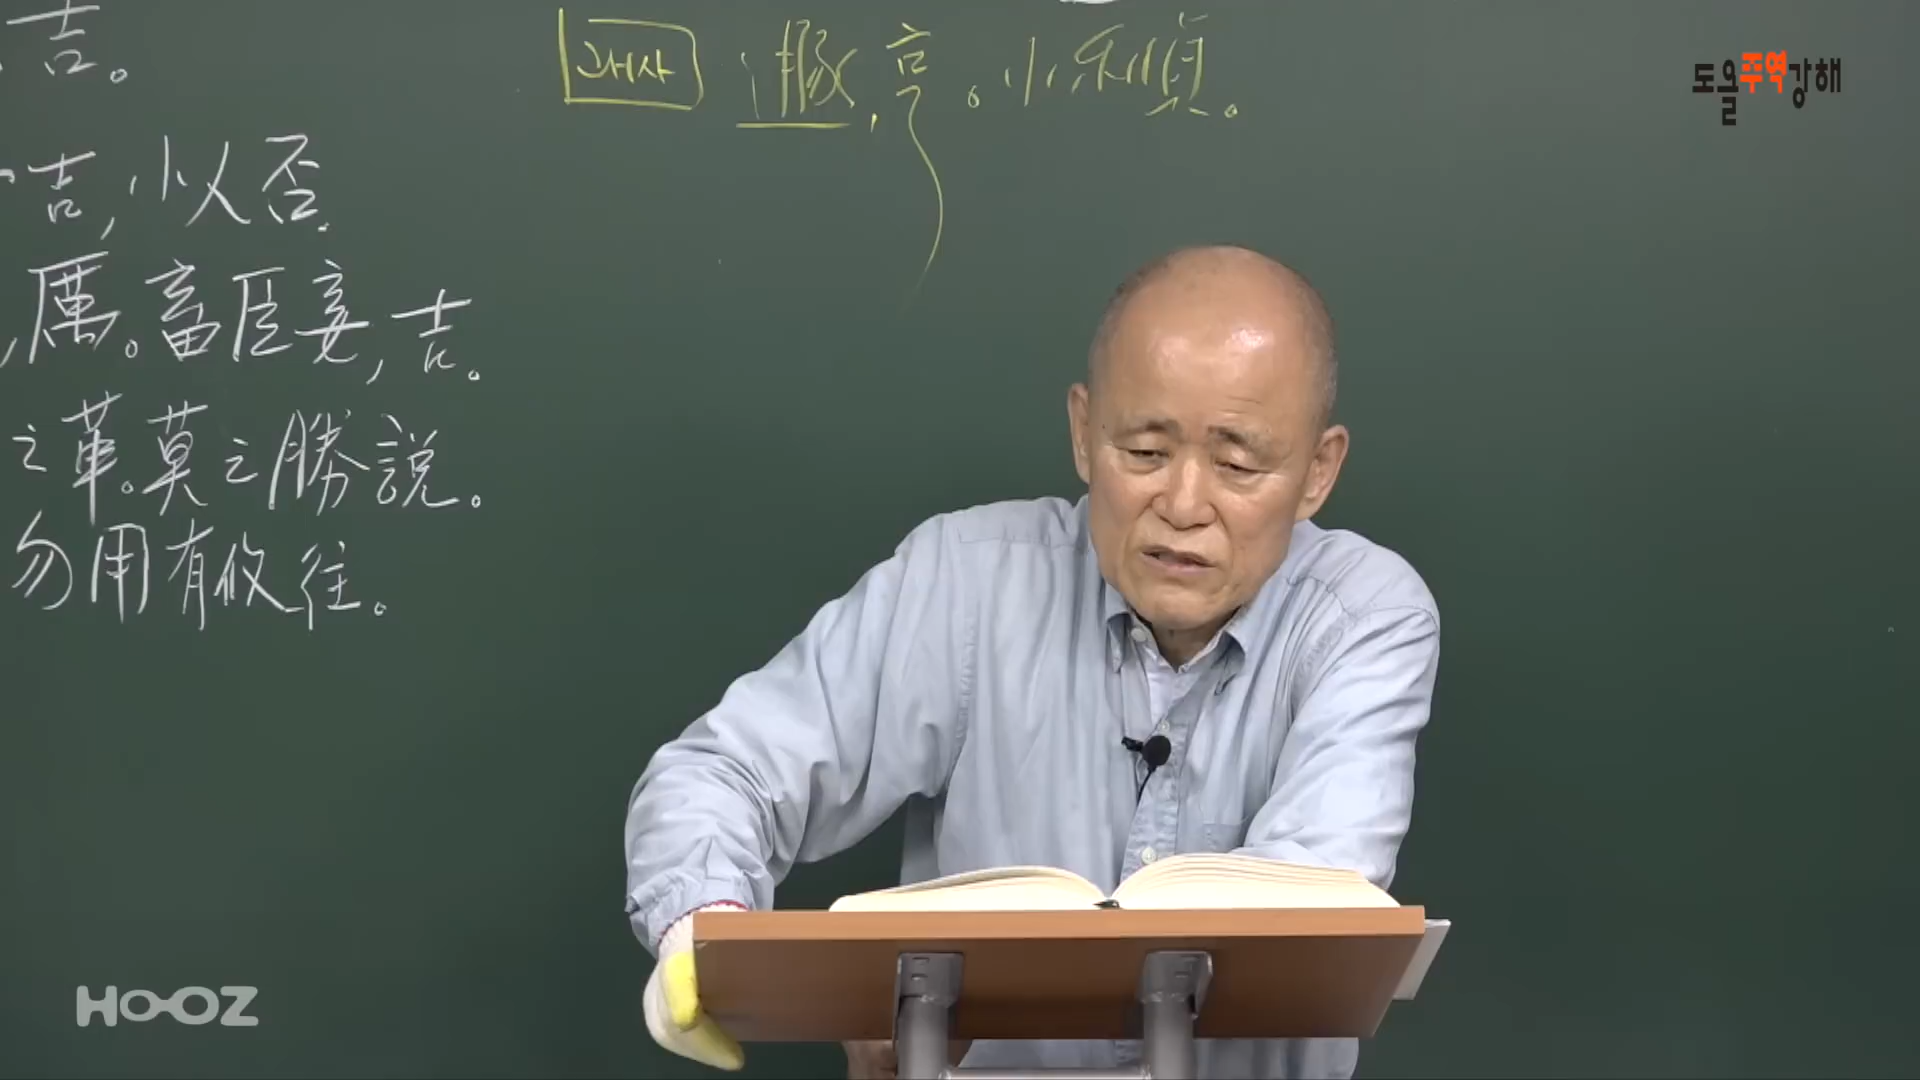 괘사 遯, 亨。小利貞。
도올주역강해
吉。
吉, 小人否.
, 厲。畜臣妾, 吉。
之革。莫之勝說。
勿用有攸往。
HOOZ